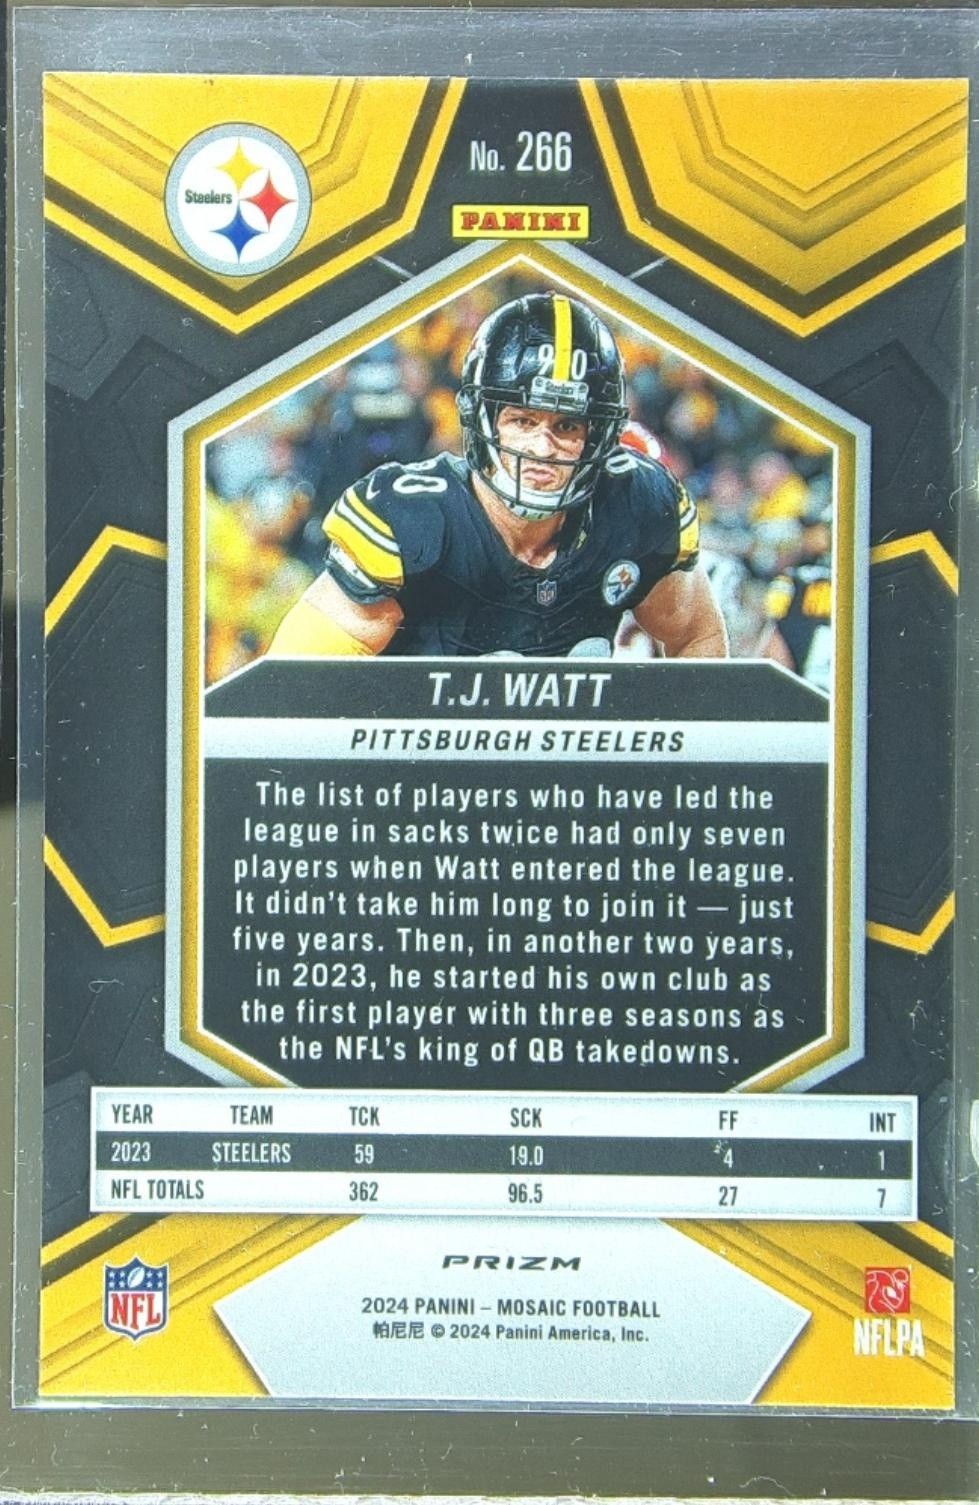 Steelers
No. 266
PANINI
90
Steelers
90
T.J. WATT
PITTSBURGH STEELERS
The list of players who have led the
league in sacks twice had only seven
players when Watt entered the league.
It didn't take him long to join it — just
five years. Then, in another two years,
in 2023, he started his own club as
the first player with three seasons as
the NFL's king of QB takedowns.
YEAR TEAM TCK SCK FF INT
2023 STEELERS 59 19.0 4 1
NFL TOTALS 362 96.5 27 7
PRIZM
NFL
2024 PANINI – MOSAIC FOOTBALL
帕尼尼 © 2024 Panini America, Inc.
NFLPA